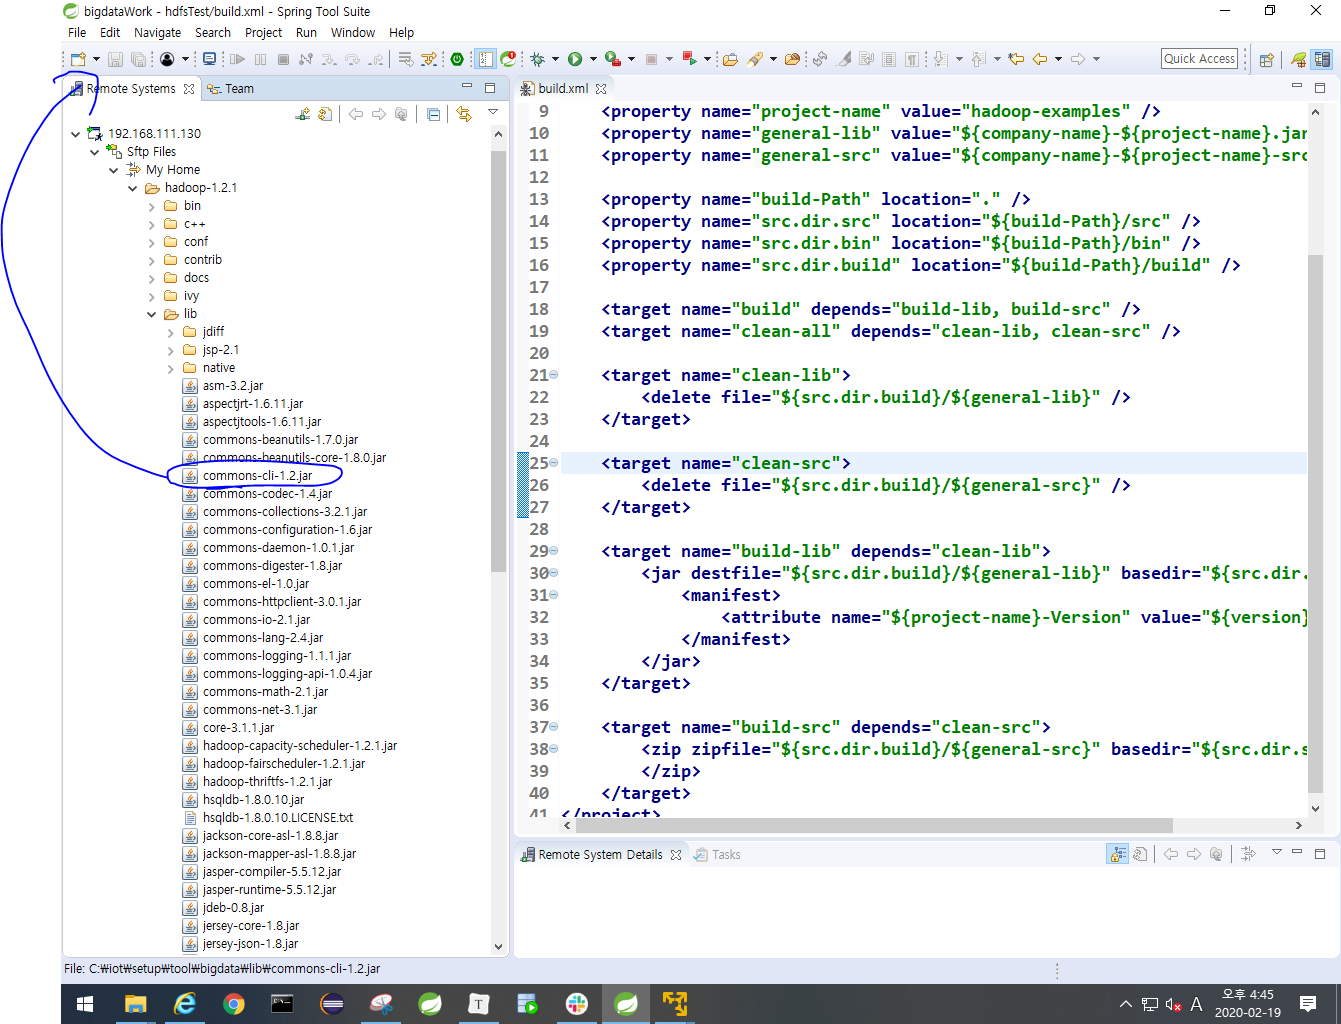 bigdataWork - hdfsTest/build.xml - Spring Tool Suite
File Edit Navigate Search Project Run Window Help
Quick Access
Remote Systems
Team
192.168.111.130
Sftp Files
My Home
hadoop-1.2.1
bin
c++
conf
contrib
docs
ivy
lib
jdiff
jsp-2.1
native
asm-3.2.jar
aspectjrt-1.6.11.jar
aspectjtools-1.6.11.jar
commons-beanutils-1.7.0.jar
commons-beanutils-core-1.8.0.jar
commons-cli-1.2.jar
commons-codec-1.4.jar
commons-collections-3.2.1.jar
commons-configuration-1.6.jar
commons-daemon-1.0.1.jar
commons-digester-1.8.jar
commons-el-1.0.jar
commons-httpclient-3.0.1.jar
commons-io-2.1.jar
commons-lang-2.4.jar
commons-logging-1.1.1.jar
commons-logging-api-1.0.4.jar
commons-math-2.1.jar
commons-net-3.1.jar
core-3.1.1.jar
hadoop-capacity-scheduler-1.2.1.jar
hadoop-fairscheduler-1.2.1.jar
hadoop-thriftfs-1.2.1.jar
hsqldb-1.8.0.10.jar
hsqldb-1.8.0.10.LICENSE.txt
jackson-core-asl-1.8.8.jar
jackson-mapper-asl-1.8.8.jar
jasper-compiler-5.5.12.jar
jasper-runtime-5.5.12.jar
jdeb-0.8.jar
jersey-core-1.8.jar
jersey-json-1.8.jar
build.xml
9 <property name="project-name" value="hadoop-examples" />
10 <property name="general-lib" value="${company-name}-${project-name}.jar
11 <property name="general-src" value="${company-name}-${project-name}-src
12
13 <property name="build-Path" location="." />
14 <property name="src.dir.src" location="${build-Path}/src" />
15 <property name="src.dir.bin" location="${build-Path}/bin" />
16 <property name="src.dir.build" location="${build-Path}/build" />
17
18 <target name="build" depends="build-lib, build-src" />
19 <target name="clean-all" depends="clean-lib, clean-src" />
20
21 <target name="clean-lib">
22 <delete file="${src.dir.build}/${general-lib}" />
23 </target>
24
25 <target name="clean-src">
26 <delete file="${src.dir.build}/${general-src}" />
27 </target>
28
29 <target name="build-lib" depends="clean-lib">
30 <jar destfile="${src.dir.build}/${general-lib}" basedir="${src.dir.
31 <manifest>
32 <attribute name="${project-name}-Version" value="${version}
33 </manifest>
34 </jar>
35 </target>
36
37 <target name="build-src" depends="clean-src">
38 <zip zipfile="${src.dir.build}/${general-src}" basedir="${src.dir.s
39 </zip>
40 </target>
41 </project>
Remote System Details
Tasks
File: C:₩iot₩setup₩tool₩bigdata₩lib₩commons-cli-1.2.jar
A
오후 4:45
2020-02-19